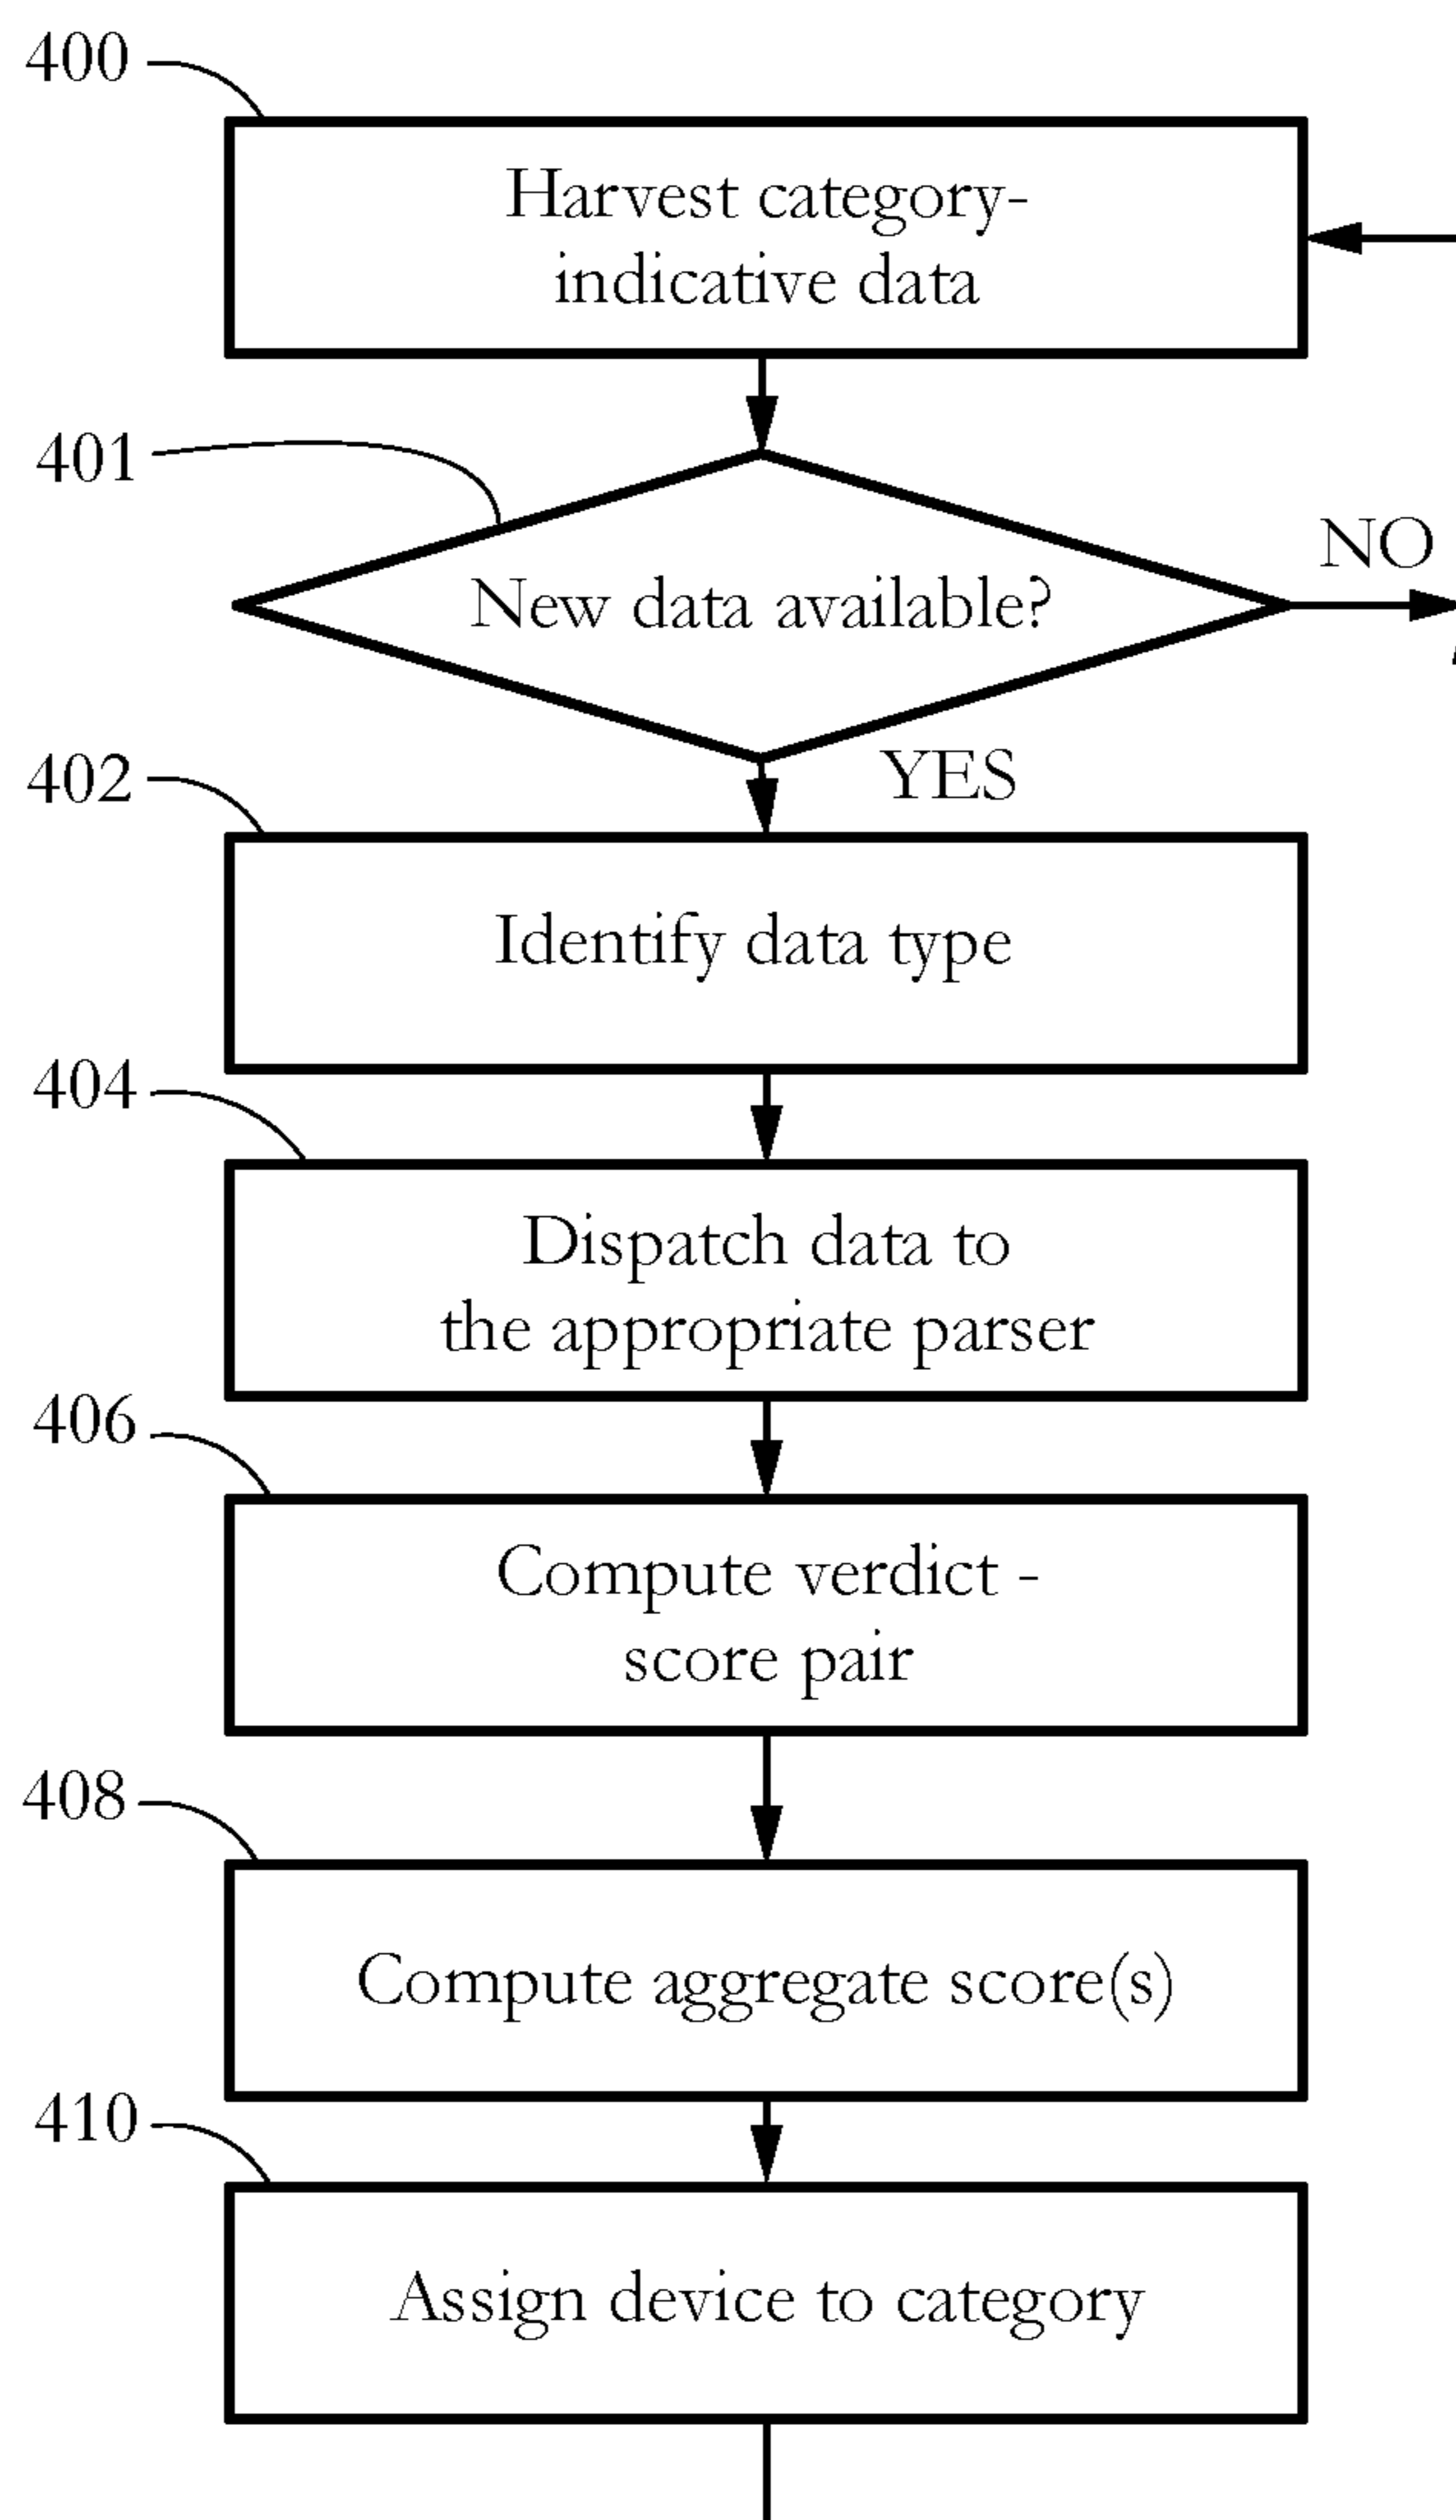 400
Harvest category-
indicative data
401
New data available?
NO
YES
402
Identify data type
404
Dispatch data to
the appropriate parser
406
Compute verdict -
score pair
408
Compute aggregate score(s)
410
Assign device to category